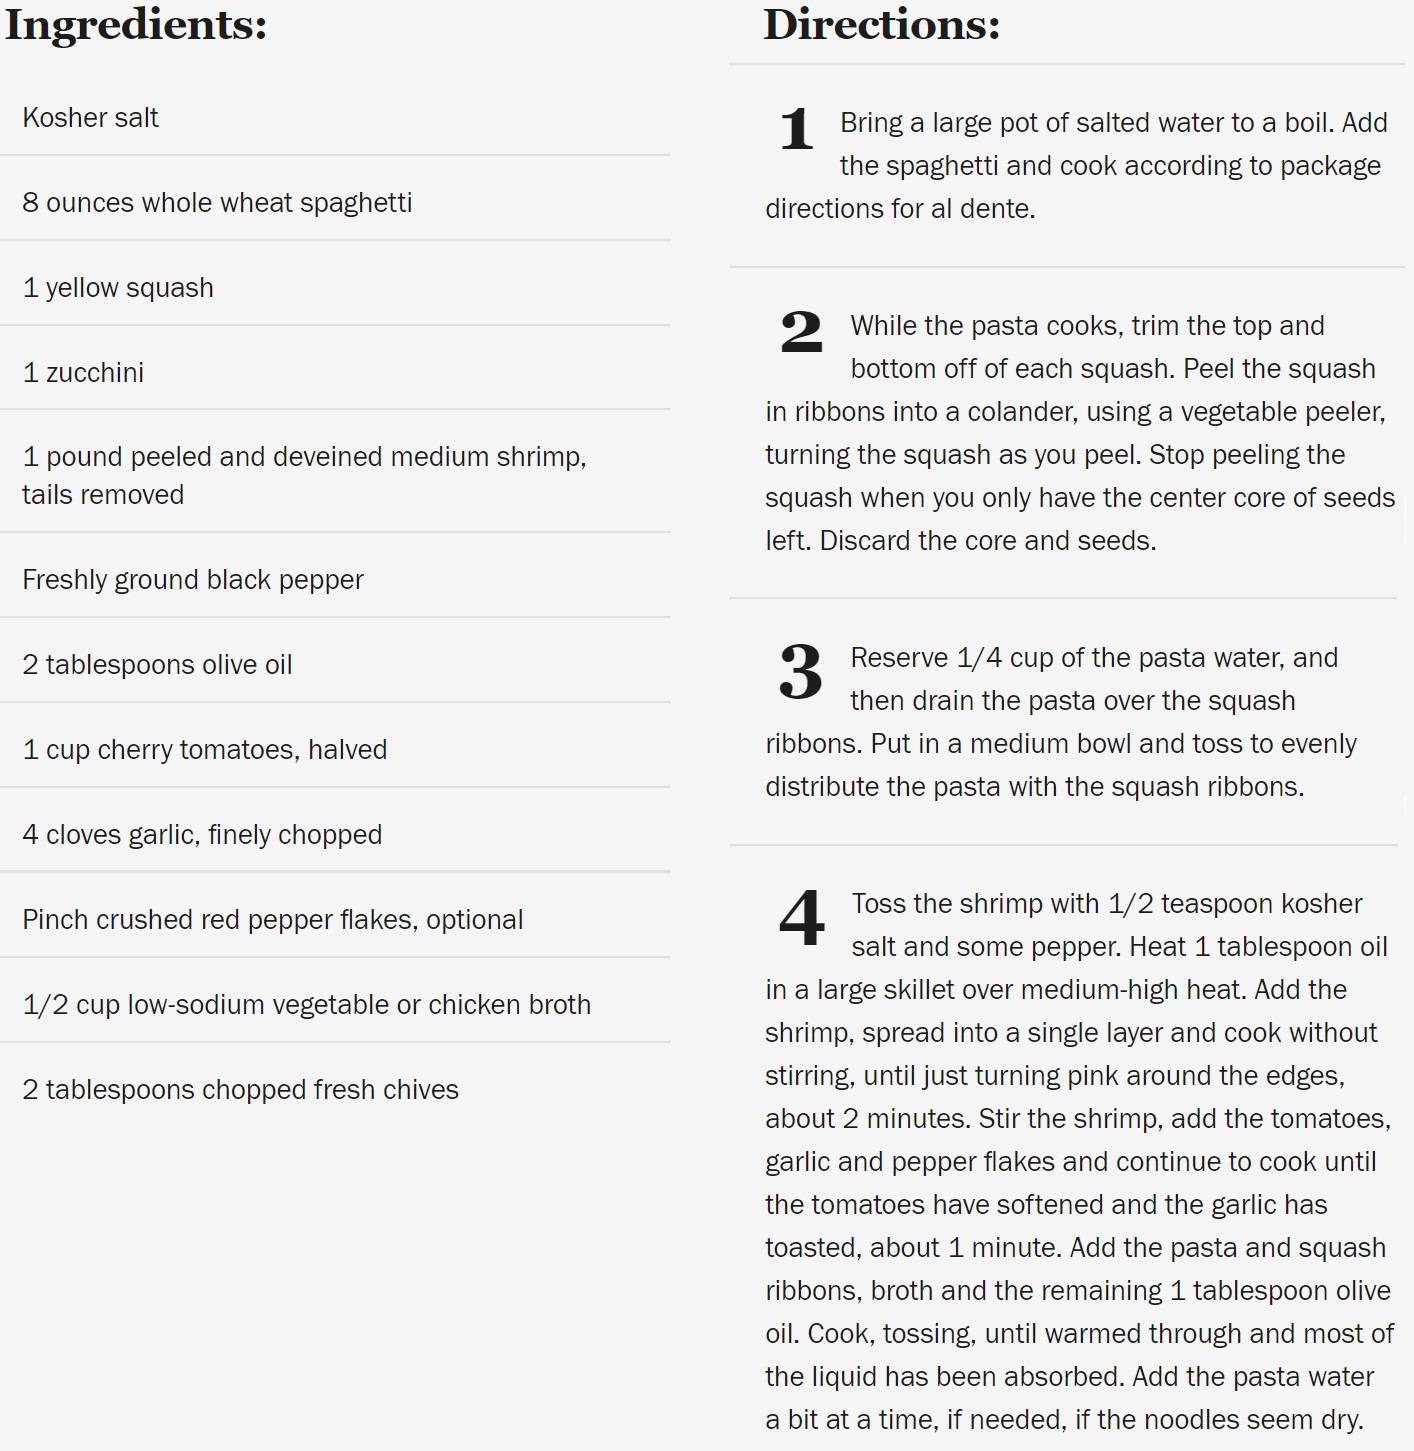 Ingredients:
Kosher salt
8 ounces whole wheat spaghetti
1 yellow squash
1 zucchini
1 pound peeled and deveined medium shrimp,
tails removed
Freshly ground black pepper
2 tablespoons olive oil
1 cup cherry tomatoes, halved
4 cloves garlic, finely chopped
Pinch crushed red pepper flakes, optional
1/2 cup low-sodium vegetable or chicken broth
2 tablespoons chopped fresh chives
Directions:
1 Bring a large pot of salted water to a boil. Add
the spaghetti and cook according to package
directions for al dente.
2 While the pasta cooks, trim the top and
bottom off of each squash. Peel the squash
in ribbons into a colander, using a vegetable peeler,
turning the squash as you peel. Stop peeling the
squash when you only have the center core of seeds
left. Discard the core and seeds.
3 Reserve 1/4 cup of the pasta water, and
then drain the pasta over the squash
ribbons. Put in a medium bowl and toss to evenly
distribute the pasta with the squash ribbons.
4 Toss the shrimp with 1/2 teaspoon kosher
salt and some pepper. Heat 1 tablespoon oil
in a large skillet over medium-high heat. Add the
shrimp, spread into a single layer and cook without
stirring, until just turning pink around the edges,
about 2 minutes. Stir the shrimp, add the tomatoes,
garlic and pepper flakes and continue to cook until
the tomatoes have softened and the garlic has
toasted, about 1 minute. Add the pasta and squash
ribbons, broth and the remaining 1 tablespoon olive
oil. Cook, tossing, until warmed through and most of
the liquid has been absorbed. Add the pasta water
a bit at a time, if needed, if the noodles seem dry.